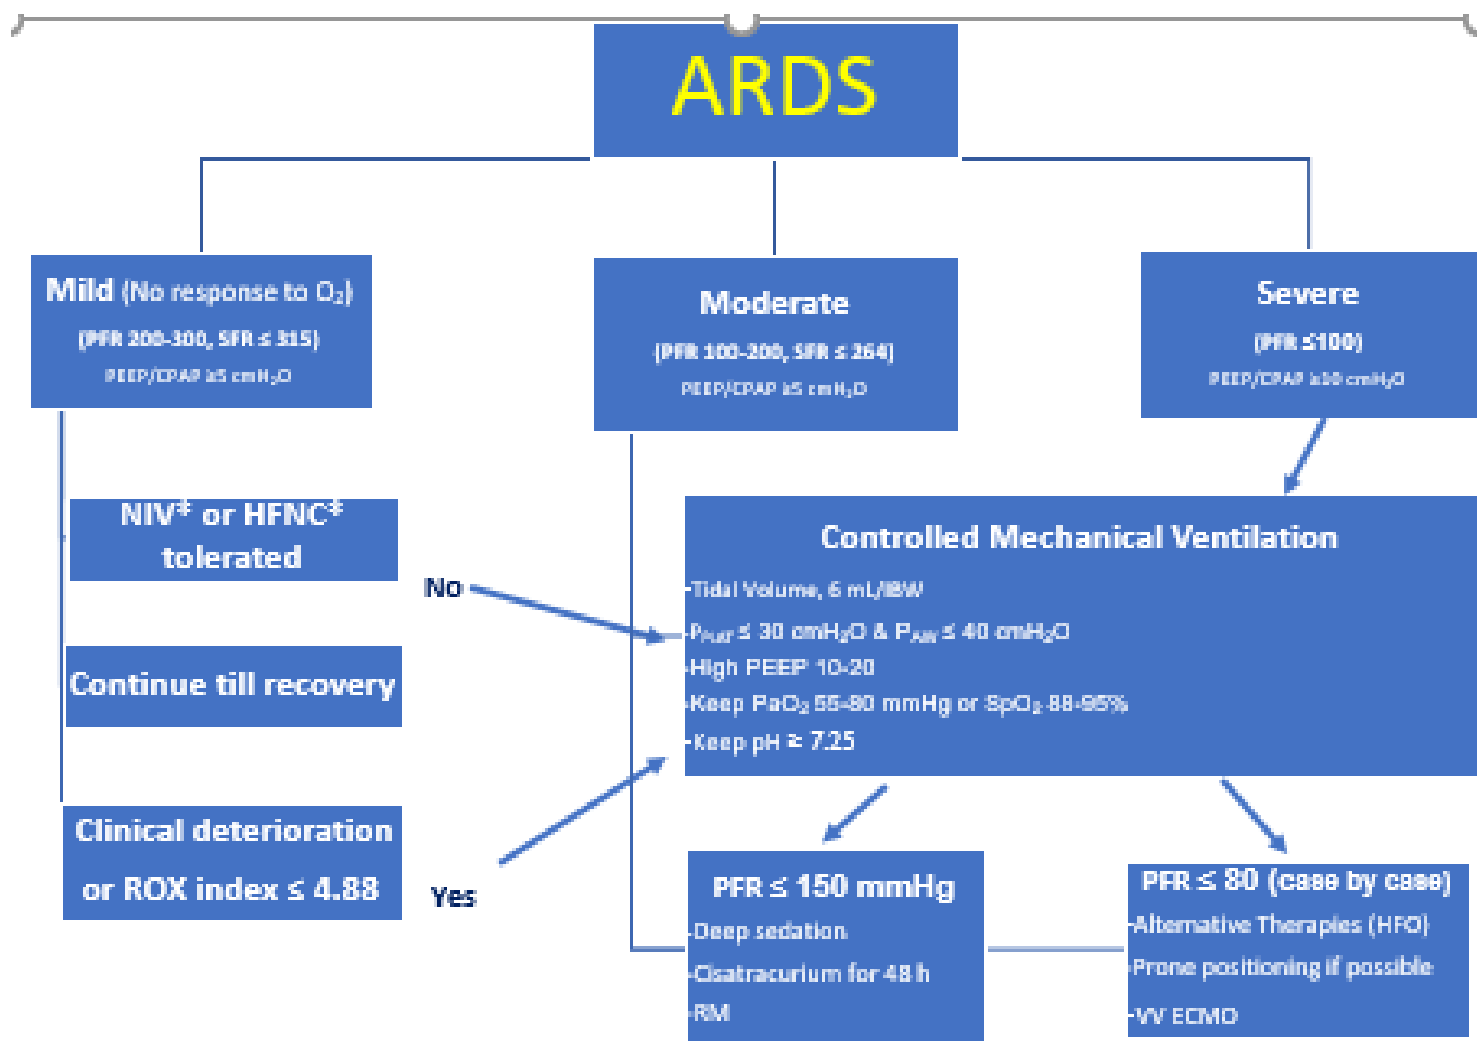 ARDS
Mild (No response to O₂)
(PFR 200-300, SFR ≤ 315)
PEEP/CPAP ≥5 cmH₂O
Moderate
(PFR 100-200, SFR ≤ 264)
PEEP/CPAP ≥5 cmH₂O
Severe
(PFR ≤100)
PEEP/CPAP ≥10 cmH₂O
NIV* or HFNC*
tolerated
No
Continue till recovery
Clinical deterioration
or ROX index ≤ 4.88
Yes
Controlled Mechanical Ventilation
-Tidal Volume, 6 mL/IBW
-P_PLAT ≤ 30 cmH₂O & P_AW ≤ 40 cmH₂O
-High PEEP 10-20
-Keep PaO₂ 55-80 mmHg or SpO₂ 88-95%
-Keep pH ≥ 7.25
PFR ≤ 150 mmHg
-Deep sedation
-Cisatracurium for 48 h
-RM
PFR ≤ 80 (case by case)
-Alternative Therapies (HFO)
-Prone positioning if possible
-VV ECMO